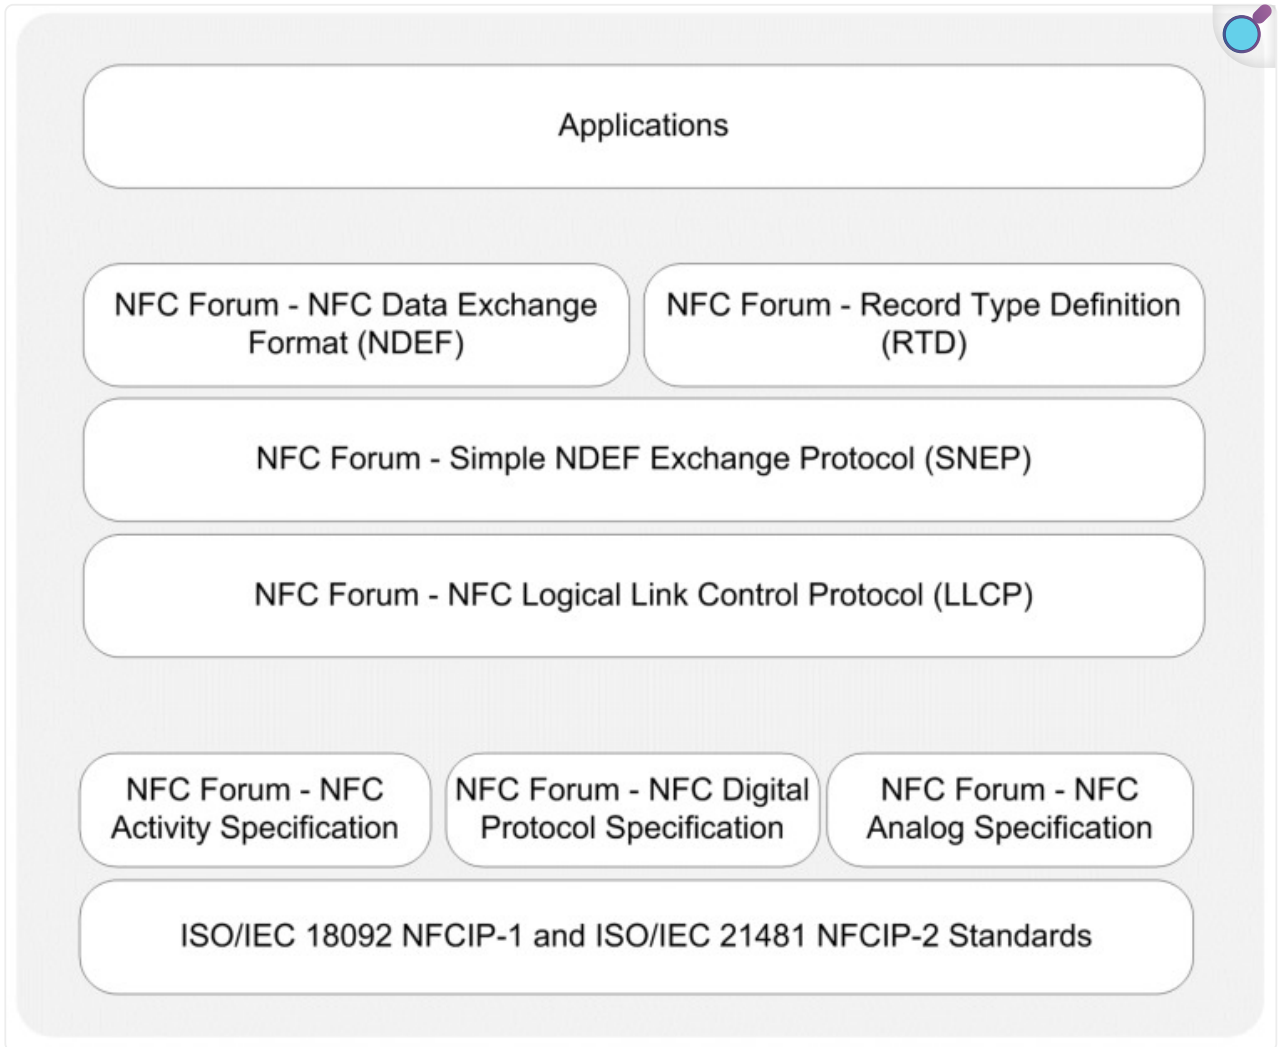 Applications
NFC Forum - NFC Data Exchange
Format (NDEF)
NFC Forum - Record Type Definition
(RTD)
NFC Forum - Simple NDEF Exchange Protocol (SNEP)
NFC Forum - NFC Logical Link Control Protocol (LLCP)
NFC Forum - NFC
Activity Specification
NFC Forum - NFC Digital
Protocol Specification
NFC Forum - NFC
Analog Specification
ISO/IEC 18092 NFCIP-1 and ISO/IEC 21481 NFCIP-2 Standards